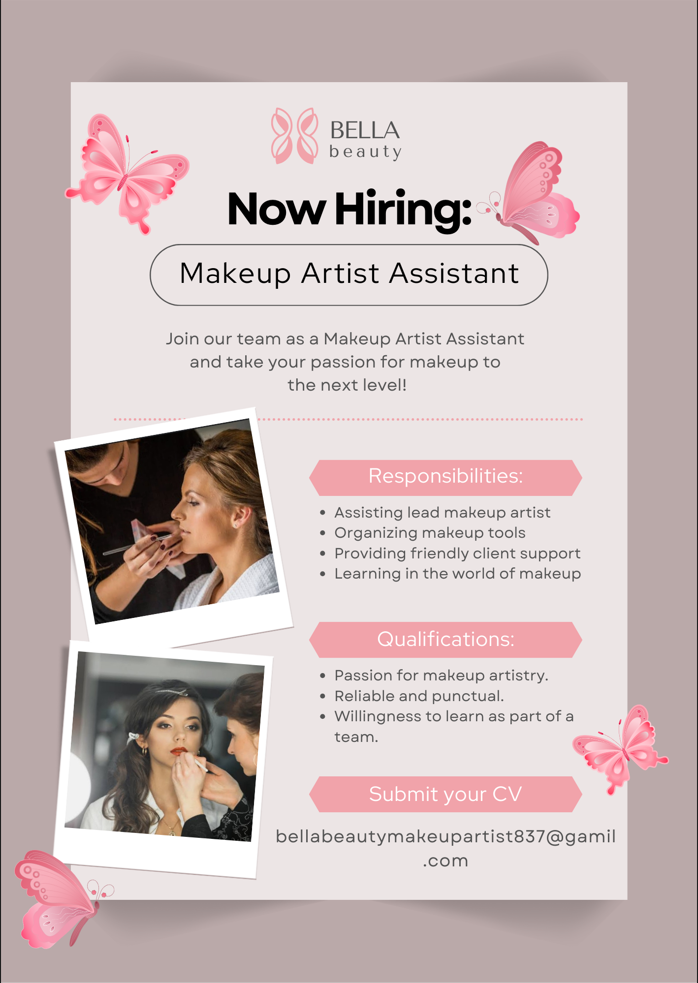 BELLA
beauty
Now Hiring:
Makeup Artist Assistant
Join our team as a Makeup Artist Assistant
and take your passion for makeup to
the next level!
Responsibilities:
• Assisting lead makeup artist
• Organizing makeup tools
• Providing friendly client support
• Learning in the world of makeup
Qualifications:
• Passion for makeup artistry.
• Reliable and punctual.
• Willingness to learn as part of a
team.
Submit your CV
bellabeautymakeupartist837@gamil
.com